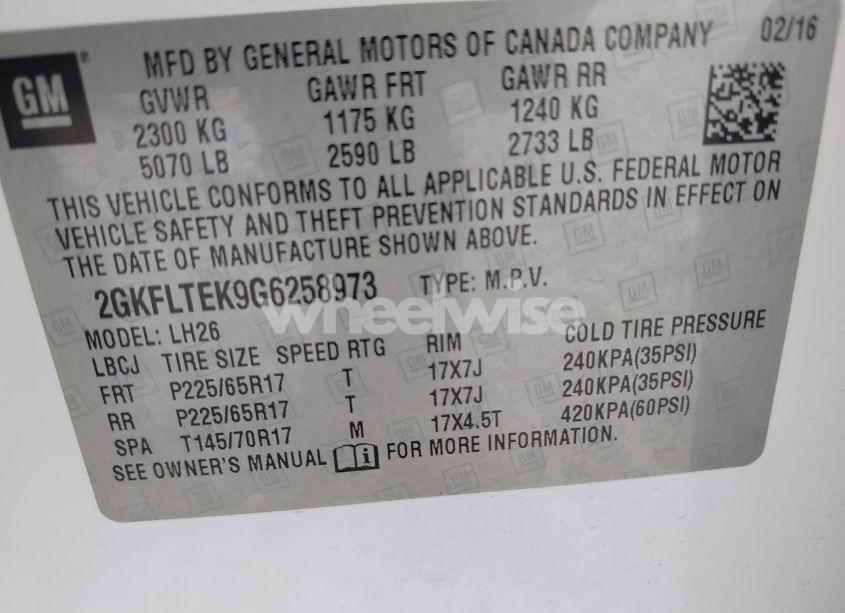 GM
MFD BY GENERAL MOTORS OF CANADA COMPANY 02/16
GVWR GAWR FRT GAWR RR
2300 KG 1175 KG 1240 KG
5070 LB 2590 LB 2733 LB
THIS VEHICLE CONFORMS TO ALL APPLICABLE U.S. FEDERAL MOTOR
VEHICLE SAFETY AND THEFT PREVENTION STANDARDS IN EFFECT ON
THE DATE OF MANUFACTURE SHOWN ABOVE.
2GKFLTEK9G6258973 TYPE: M.P.V.
wheelwise
MODEL: LH26
LBCJ TIRE SIZE SPEED RTG RIM COLD TIRE PRESSURE
FRT P225/65R17 T 17X7J 240KPA(35PSI)
RR P225/65R17 T 17X7J 240KPA(35PSI)
SPA T145/70R17 M 17X4.5T 420KPA(60PSI)
SEE OWNER'S MANUAL i FOR MORE INFORMATION.